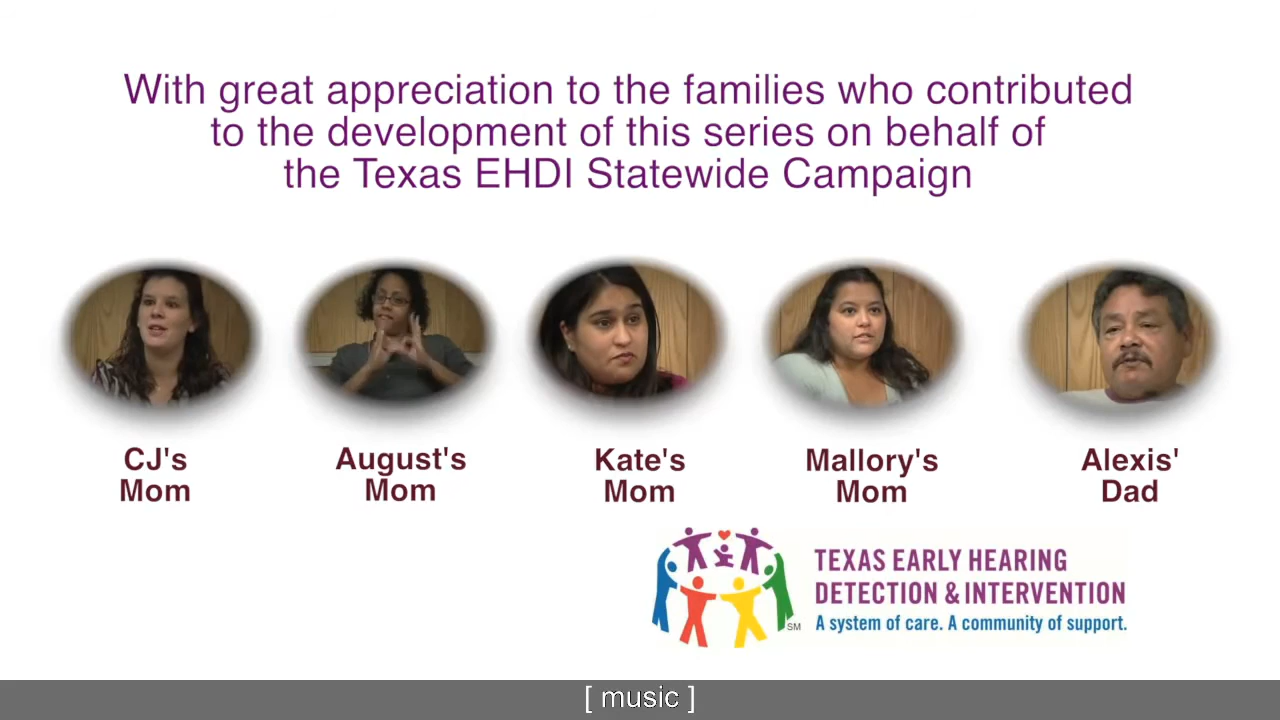 With great appreciation to the families who contributed
to the development of this series on behalf of
the Texas EHDI Statewide Campaign
CJ's
Mom
August's
Mom
Kate's
Mom
Mallory's
Mom
Alexis'
Dad
TEXAS EARLY HEARING
DETECTION & INTERVENTION
SM
A system of care. A community of support.
[ music ]